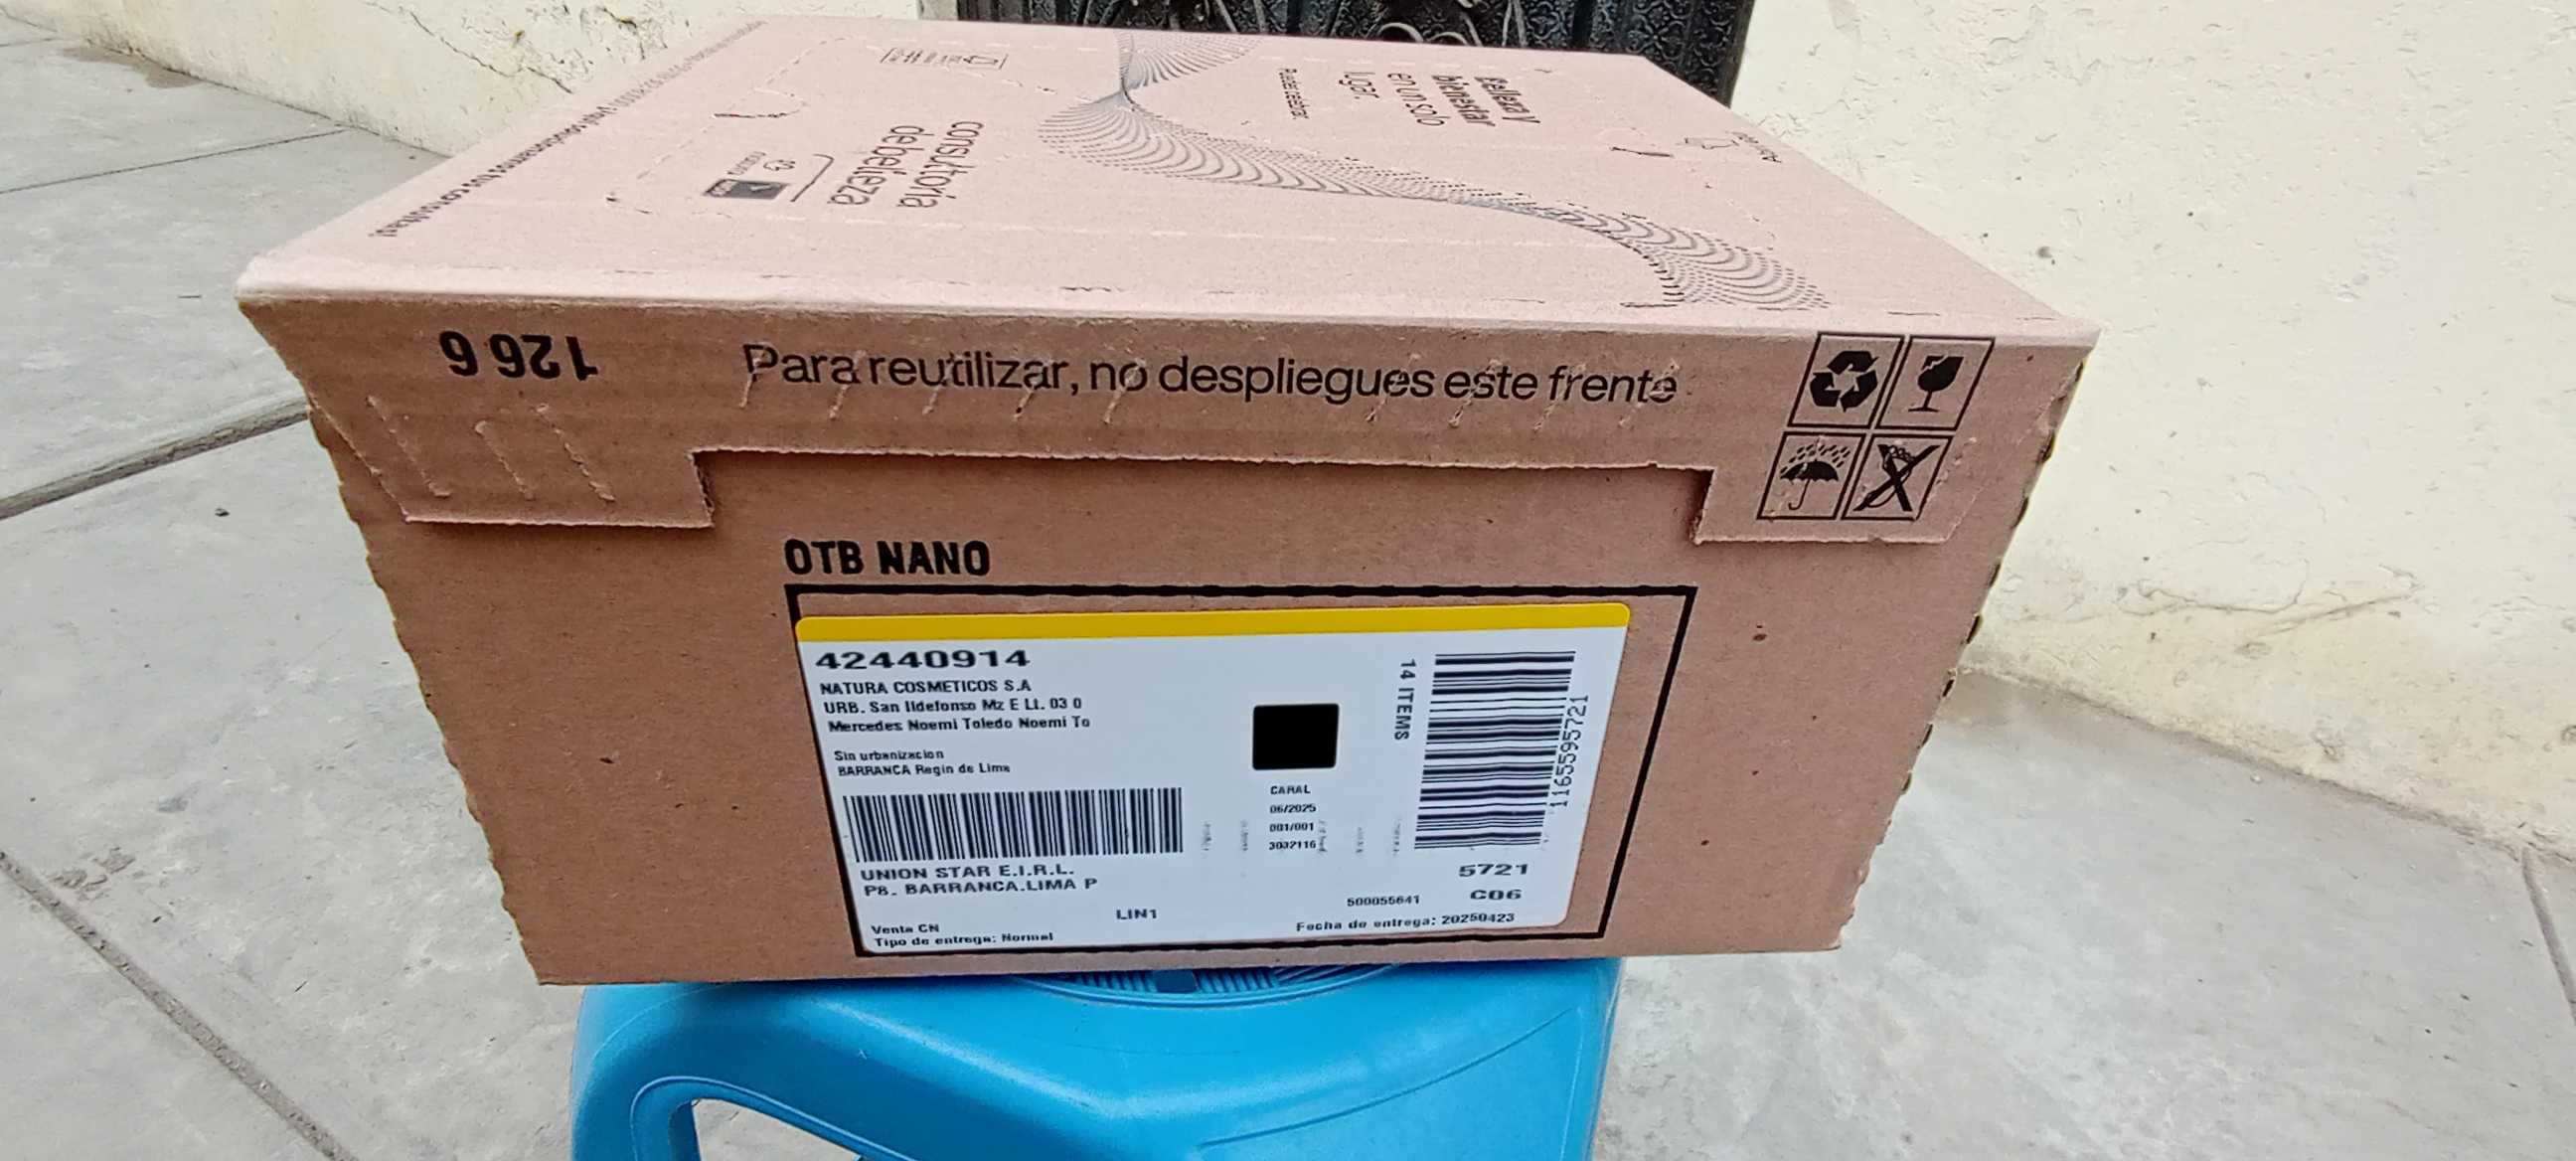 Belleza y
bienestar
en un solo
lugar.
consultoría
de belleza
natura
Para reutilizar, no despliegues este frente
126 6
OTB NANO
42440914
NATURA COSMETICOS S.A
URB. San Ildefonso Mz E Lt. 03 0
Mercedes Noemi Toledo Noemi To
Sin urbanizacion
BARRANCA Regin de Lima
UNION STAR E.I.R.L.
P8. BARRANCA.LIMA P
LIN1
Venta CN
Tipo de entrega: Normal
CARAL
06/2025
001/001
3032116
14 ITEMS
11655595721
5721
C06
500055641
Fecha de entrega: 20250423